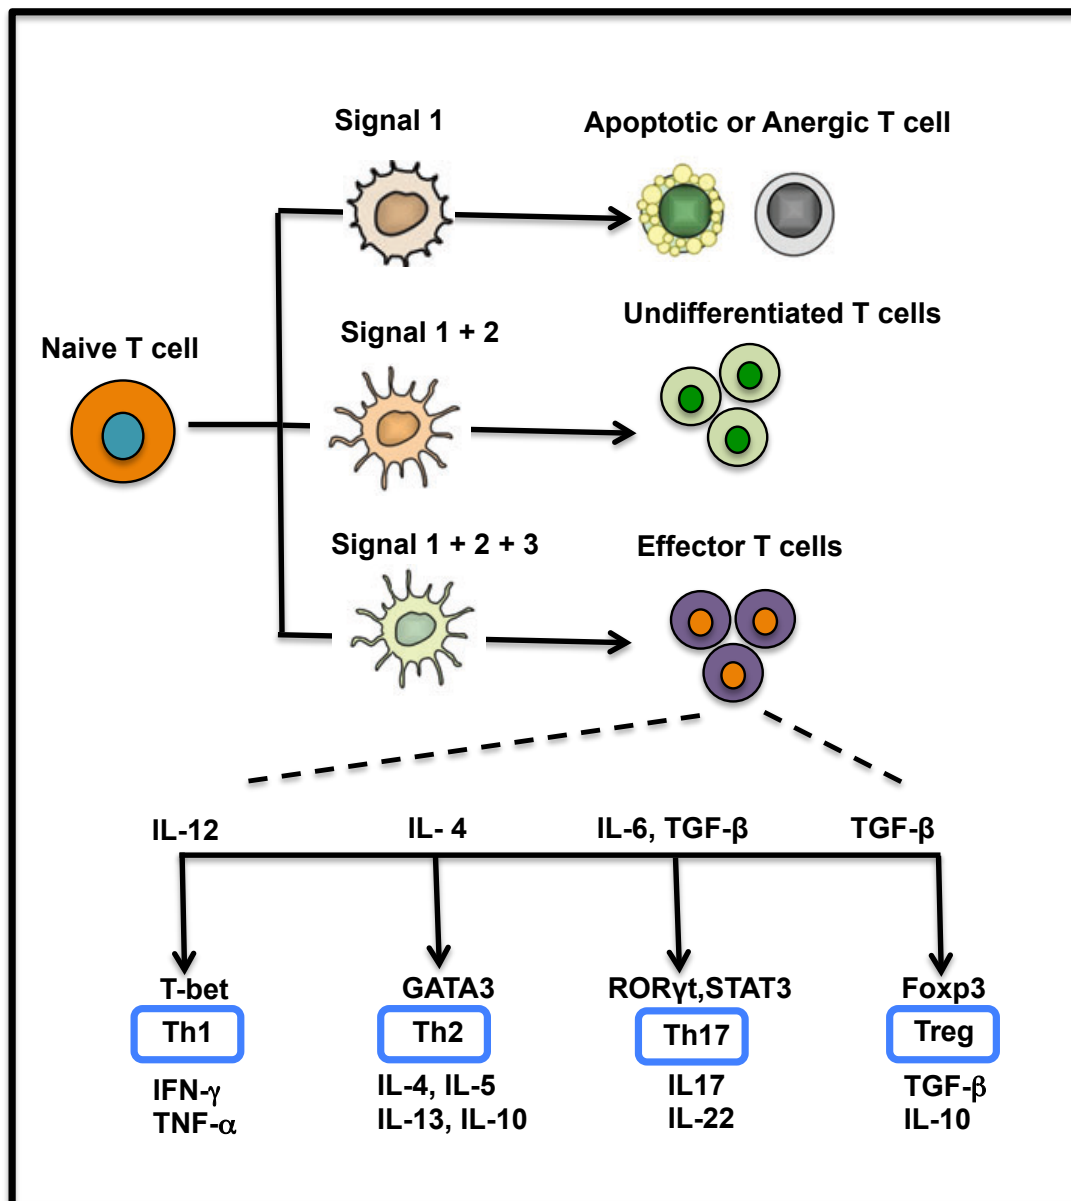 Signal 1
Apoptotic or Anergic T cell
Undifferentiated T cells
Signal 1 + 2
Naive T cell
Signal 1 + 2 + 3
Effector T cells
IL-12
IL- 4
IL-6, TGF-β
TGF-β
T-bet
GATA3
RORγt,STAT3
Foxp3
Th1
Th2
Th17
Treg
IFN-γ
TNF-α
IL-4, IL-5
IL-13, IL-10
IL17
IL-22
TGF-β
IL-10